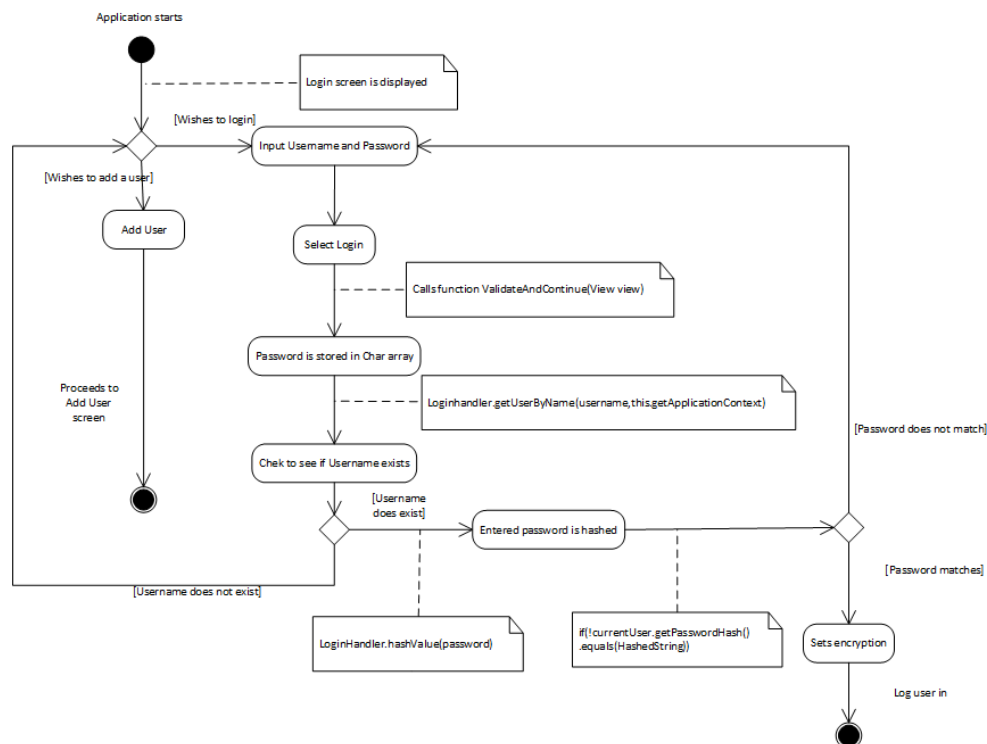 Application starts
Login screen is displayed
[Wishes to login]
Input Username and Password
[Wishes to add a user]
Add User
Select Login
Calls function ValidateAndContinue(View view)
Password is stored in Char array
Proceeds to
Add User
screen
Loginhandler.getUserByName(username,this.getApplicationContext)
[Password does not match]
Chek to see if Username exists
[Username
does exist]
Entered password is hashed
[Password matches]
[Username does not exist]
LoginHandler.hashValue(password)
if(!currentUser.getPasswordHash()
.equals(HashedString))
Sets encryption
Log user in